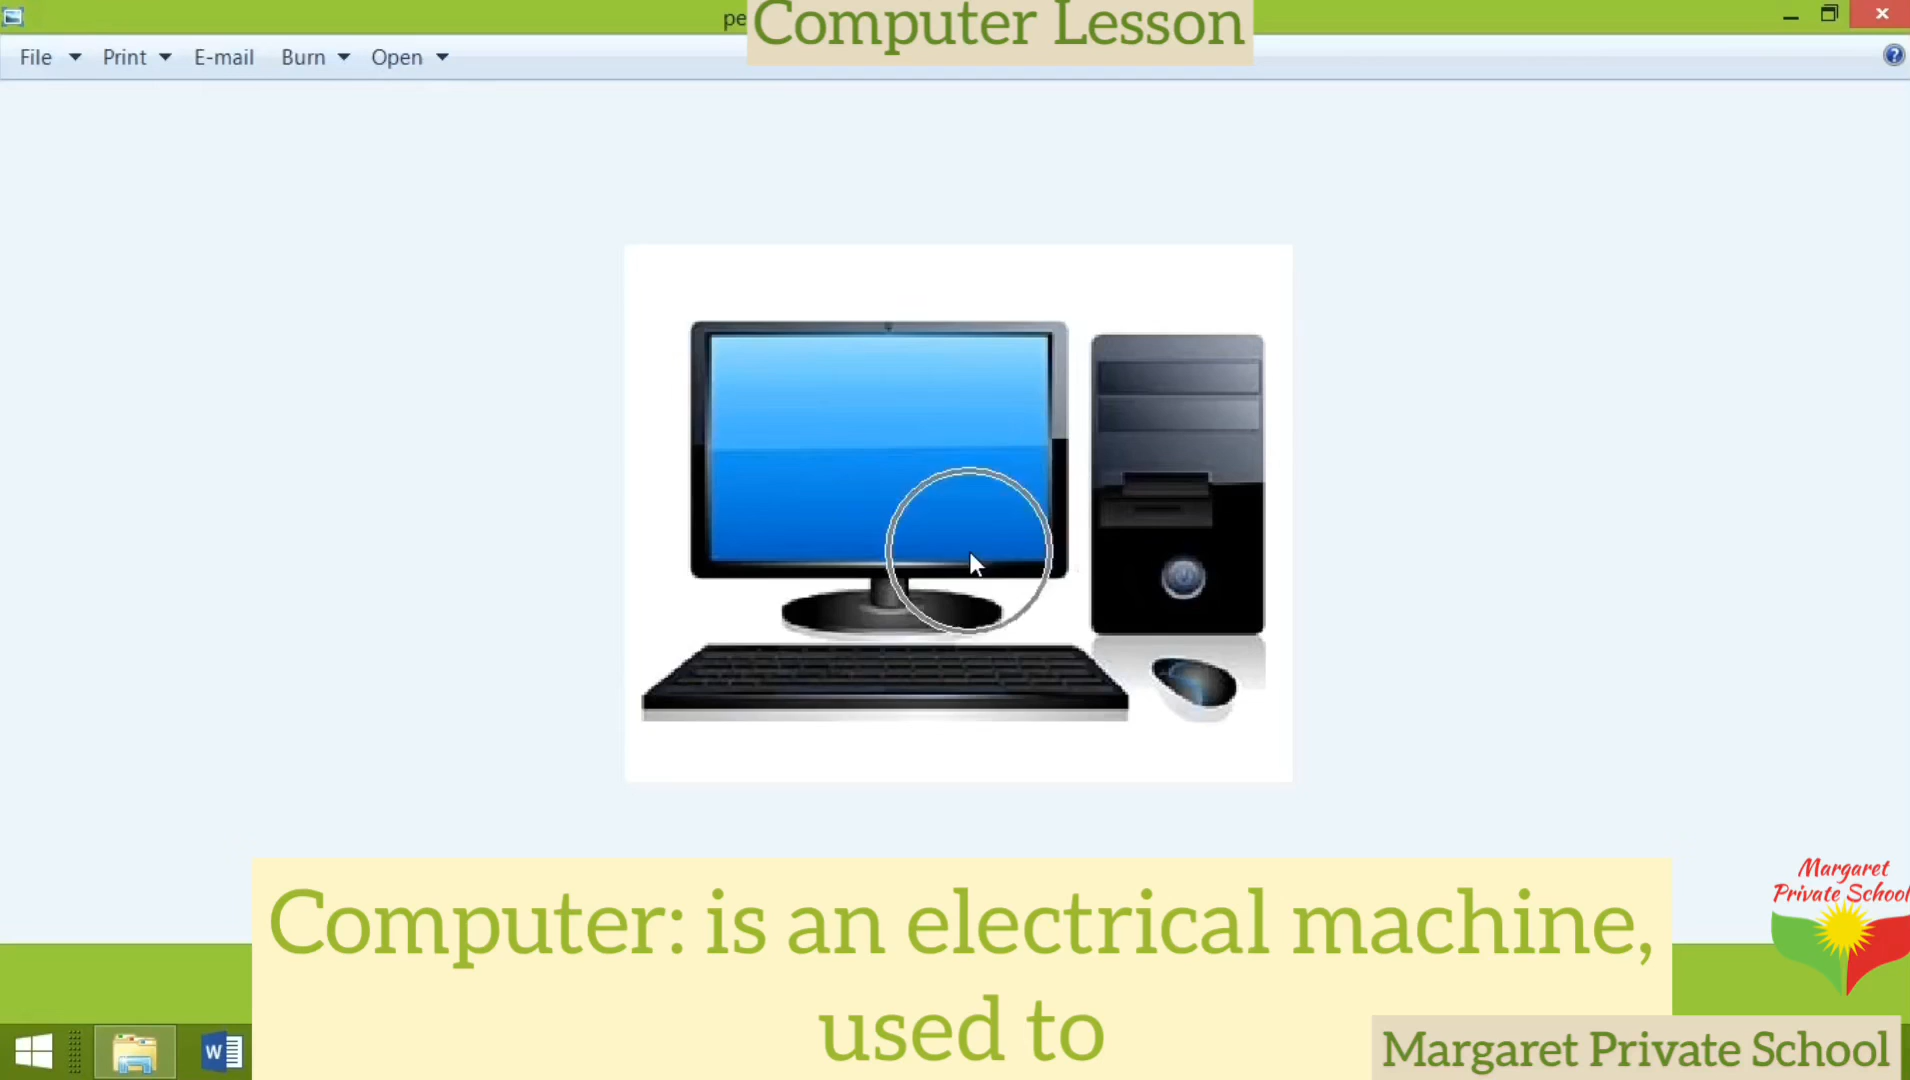 pe
Computer Lesson
File Print E-mail Burn Open
Computer: is an electrical machine,
used to
Margaret
Private School
W
Margaret Private School